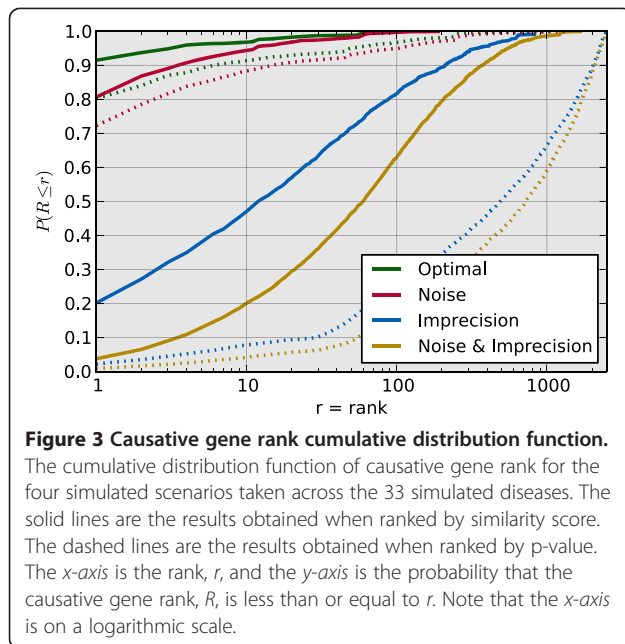 1.0
0.9
0.8
0.7
0.6
0.5
0.4
0.3
0.2
0.1
0.0
P(R ≤ r)
Optimal
Noise
Imprecision
Noise & Imprecision
1 10 100 1000
r = rank
Figure 3 Causative gene rank cumulative distribution function.
The cumulative distribution function of causative gene rank for the
four simulated scenarios taken across the 33 simulated diseases. The
solid lines are the results obtained when ranked by similarity score.
The dashed lines are the results obtained when ranked by p-value.
The x-axis is the rank, r, and the y-axis is the probability that the
causative gene rank, R, is less than or equal to r. Note that the x-axis
is on a logarithmic scale.